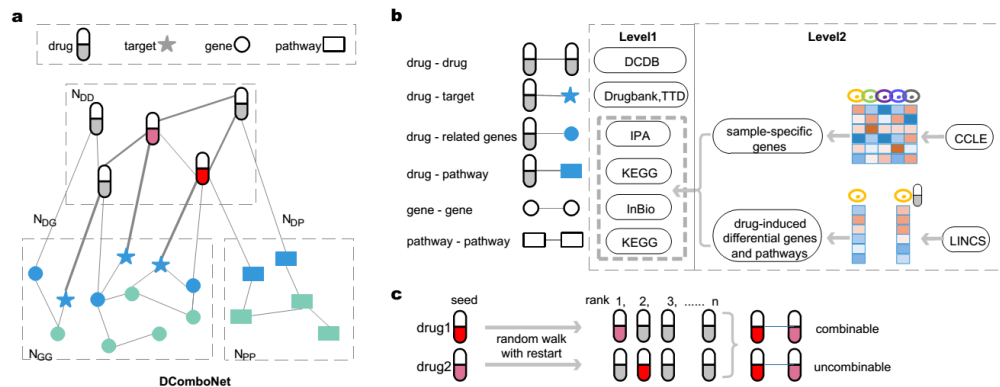 a
drug
target
gene
pathway
N_DD
N_DG
N_DP
N_GG
N_PP
DComboNet
b
Level1
Level2
drug - drug
DCDB
drug - target
Drugbank,TTD
drug - related genes
IPA
drug - pathway
KEGG
gene - gene
InBio
pathway - pathway
KEGG
sample-specific
genes
CCLE
drug-induced
differential genes
and pathways
LINCS
c
seed
rank 1, 2, 3, ...... n
drug1
random walk
with restart
drug2
combinable
uncombinable